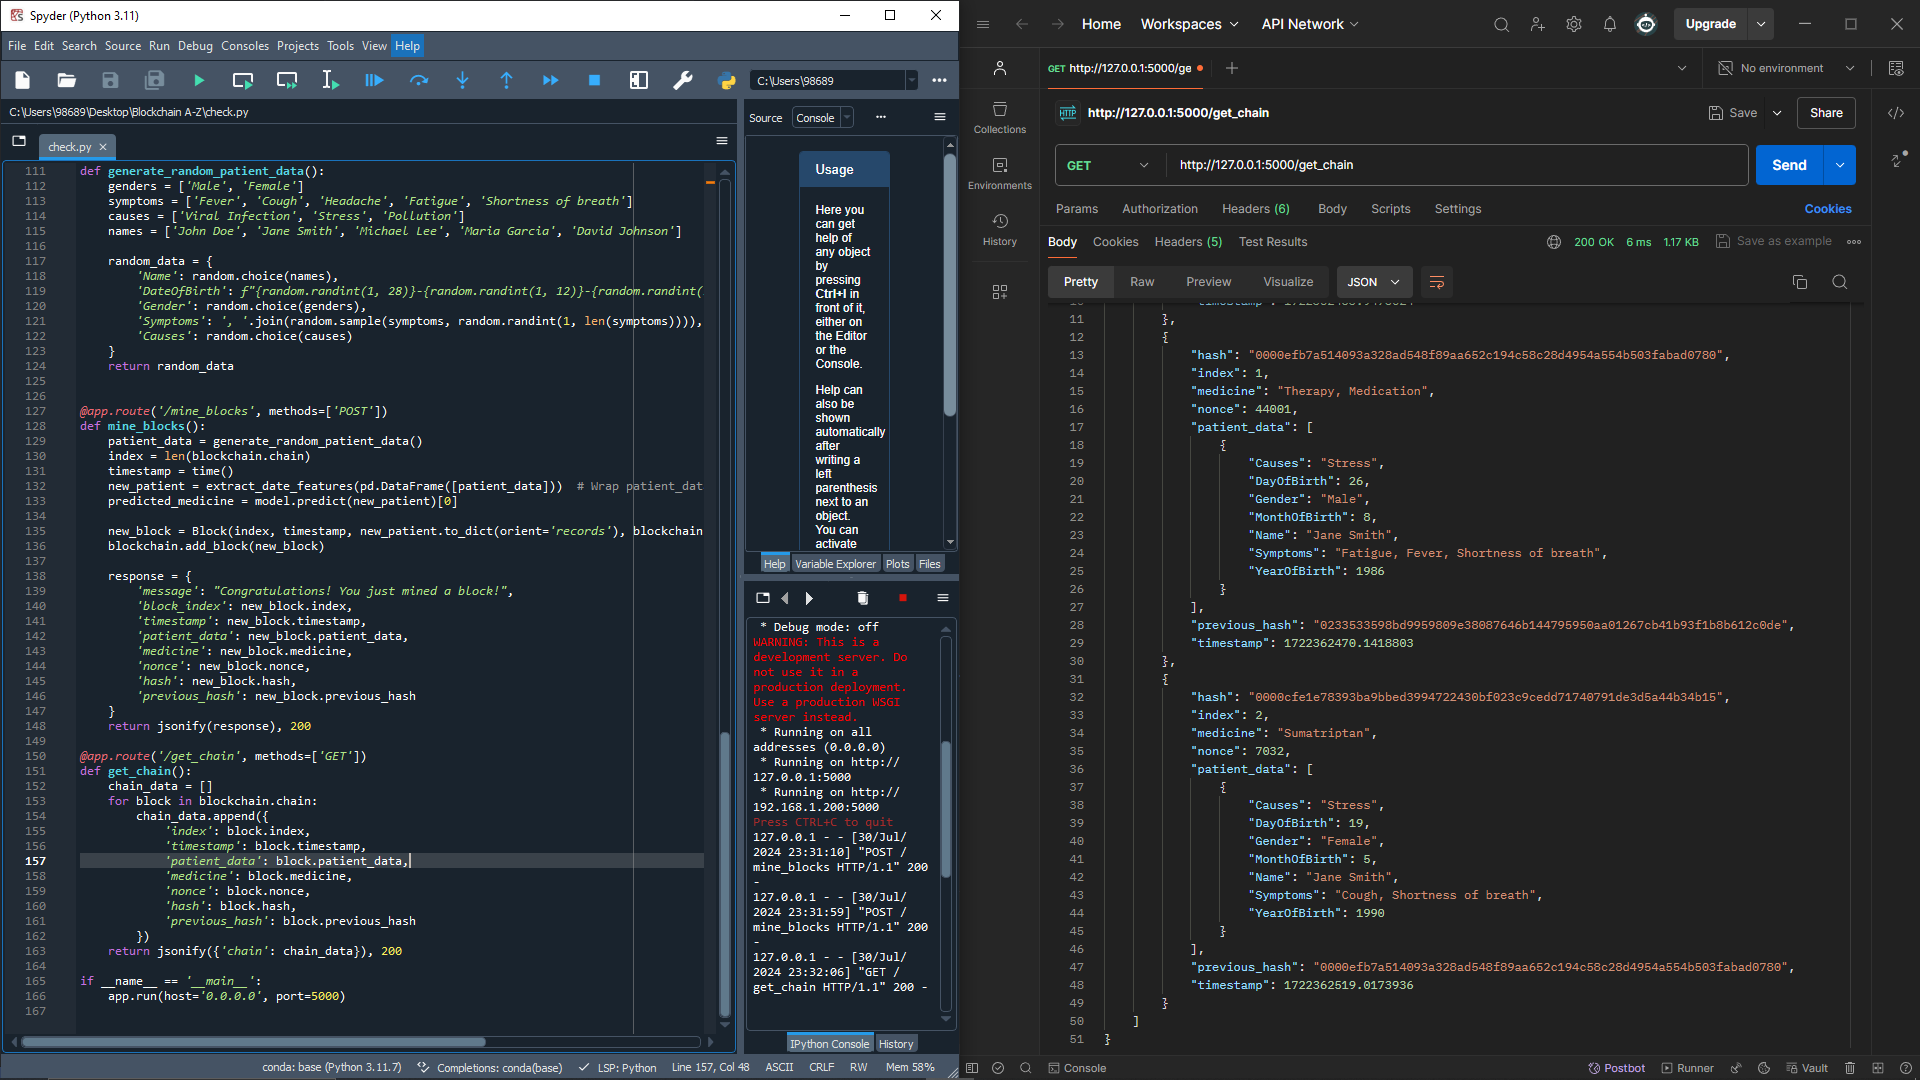 Spyder (Python 3.11)
File Edit Search Source Run Debug Consoles Projects Tools View Help
C:\Users\98689
C:\Users\98689\Desktop\Blockchain A-Z\check.py
check.py
111 def generate_random_patient_data():
112 genders = ['Male', 'Female']
113 symptoms = ['Fever', 'Cough', 'Headache', 'Fatigue', 'Shortness of breath']
114 causes = ['Viral Infection', 'Stress', 'Pollution']
115 names = ['John Doe', 'Jane Smith', 'Michael Lee', 'Maria Garcia', 'David Johnson']
116
117 random_data = {
118 'Name': random.choice(names),
119 'DateOfBirth': f"{random.randint(1, 28)}-{random.randint(1, 12)}-{random.randint(
120 'Gender': random.choice(genders),
121 'Symptoms': ', '.join(random.sample(symptoms, random.randint(1, len(symptoms)))),
122 'Causes': random.choice(causes)
123 }
124 return random_data
125
126
127 @app.route('/mine_blocks', methods=['POST'])
128 def mine_blocks():
129 patient_data = generate_random_patient_data()
130 index = len(blockchain.chain)
131 timestamp = time()
132 new_patient = extract_date_features(pd.DataFrame([patient_data])) # Wrap patient_dat
133 predicted_medicine = model.predict(new_patient)[0]
134
135 new_block = Block(index, timestamp, new_patient.to_dict(orient='records'), blockchain
136 blockchain.add_block(new_block)
137
138 response = {
139 'message': "Congratulations! You just mined a block!",
140 'block_index': new_block.index,
141 'timestamp': new_block.timestamp,
142 'patient_data': new_block.patient_data,
143 'medicine': new_block.medicine,
144 'nonce': new_block.nonce,
145 'hash': new_block.hash,
146 'previous_hash': new_block.previous_hash
147 }
148 return jsonify(response), 200
149
150 @app.route('/get_chain', methods=['GET'])
151 def get_chain():
152 chain_data = []
153 for block in blockchain.chain:
154 chain_data.append({
155 'index': block.index,
156 'timestamp': block.timestamp,
157 'patient_data': block.patient_data,
158 'medicine': block.medicine,
159 'nonce': block.nonce,
160 'hash': block.hash,
161 'previous_hash': block.previous_hash
162 })
163 return jsonify({'chain': chain_data}), 200
164
165 if __name__ == '__main__':
166 app.run(host='0.0.0.0', port=5000)
167
Source Console
Usage
Here you
can get
help of
any object
by
pressing
Ctrl+I in
front of it,
either on
the Editor
or the
Console.
Help can
also be
shown
automatically
after
writing a
left
parenthesis
next to an
object.
You can
activate
Help Variable Explorer Plots Files
* Debug mode: off
WARNING: This is a
development server. Do
not use it in a
production deployment.
Use a production WSGI
server instead.
* Running on all
addresses (0.0.0.0)
* Running on http://
127.0.0.1:5000
* Running on http://
192.168.1.200:5000
Press CTRL+C to quit
127.0.0.1 - - [30/Jul/
2024 23:31:10] "POST /
mine_blocks HTTP/1.1" 200
-
127.0.0.1 - - [30/Jul/
2024 23:31:59] "POST /
mine_blocks HTTP/1.1" 200
-
127.0.0.1 - - [30/Jul/
2024 23:32:06] "GET /
get_chain HTTP/1.1" 200 -
IPython Console History
conda: base (Python 3.11.7) Completions: conda(base) LSP: Python Line 157, Col 48 ASCII CRLF RW Mem 58%
Home Workspaces API Network Upgrade
GET http://127.0.0.1:5000/ge No environment
Collections
Environments
History
HTTP http://127.0.0.1:5000/get_chain Save Share
GET http://127.0.0.1:5000/get_chain Send
Params Authorization Headers (6) Body Scripts Settings Cookies
Body Cookies Headers (5) Test Results 200 OK 6 ms 1.17 KB Save as example
Pretty Raw Preview Visualize JSON
11 },
12 {
13 "hash": "0000efb7a514093a328ad548f89aa652c194c58c28d4954a554b503fabad0780",
14 "index": 1,
15 "medicine": "Therapy, Medication",
16 "nonce": 44001,
17 "patient_data": [
18 {
19 "Causes": "Stress",
20 "DayOfBirth": 26,
21 "Gender": "Male",
22 "MonthOfBirth": 8,
23 "Name": "Jane Smith",
24 "Symptoms": "Fatigue, Fever, Shortness of breath",
25 "YearOfBirth": 1986
26 }
27 ],
28 "previous_hash": "0233533598bd9959809e38087646b144795950aa01267cb41b93f1b8b612c0de",
29 "timestamp": 1722362470.1418803
30 },
31 {
32 "hash": "0000cfe1e78393ba9bbed3994722430bf023c9cedd71740791de3d5a44b34b15",
33 "index": 2,
34 "medicine": "Sumatriptan",
35 "nonce": 7032,
36 "patient_data": [
37 {
38 "Causes": "Stress",
39 "DayOfBirth": 19,
40 "Gender": "Female",
41 "MonthOfBirth": 5,
42 "Name": "Jane Smith",
43 "Symptoms": "Cough, Shortness of breath",
44 "YearOfBirth": 1990
45 }
46 ],
47 "previous_hash": "0000efb7a514093a328ad548f89aa652c194c58c28d4954a554b503fabad0780",
48 "timestamp": 1722362519.0173936
49 }
50 ]
51 }
Console Postbot Runner Vault